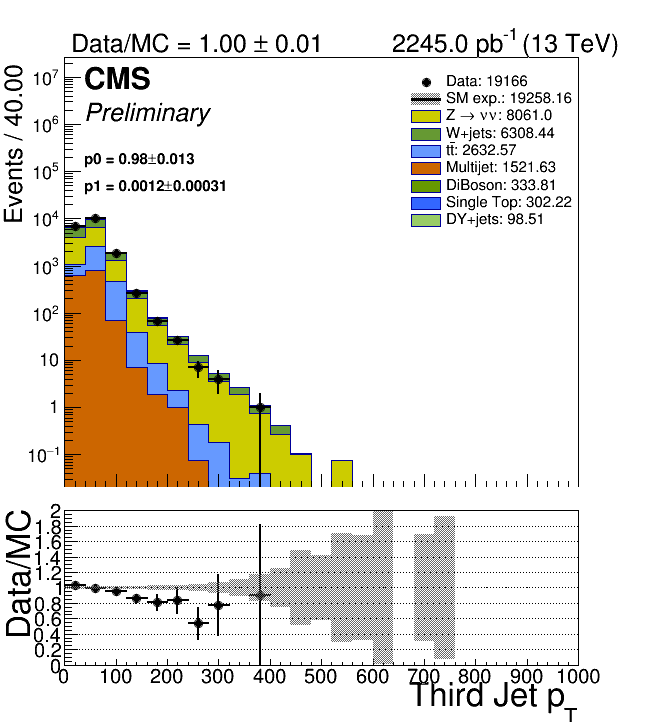 Data/MC = 1.00 ± 0.01 2245.0 pb⁻¹ (13 TeV)
Events / 40.00
10⁷
10⁶
10⁵
10⁴
10³
10²
10
1
10⁻¹
CMS
Preliminary
p0 = 0.98±0.013
p1 = 0.0012±0.00031
Data: 19166
SM exp.: 19258.16
Z → νν: 8061.0
W+jets: 6308.44
tt̄: 2632.57
Multijet: 1521.63
DiBoson: 333.81
Single Top: 302.22
DY+jets: 98.51
Data/MC
2
1.8
1.6
1.4
1.2
1
0.8
0.6
0.4
0.2
0
0 100 200 300 400 500 600 700 800 900 1000
Third Jet p_T